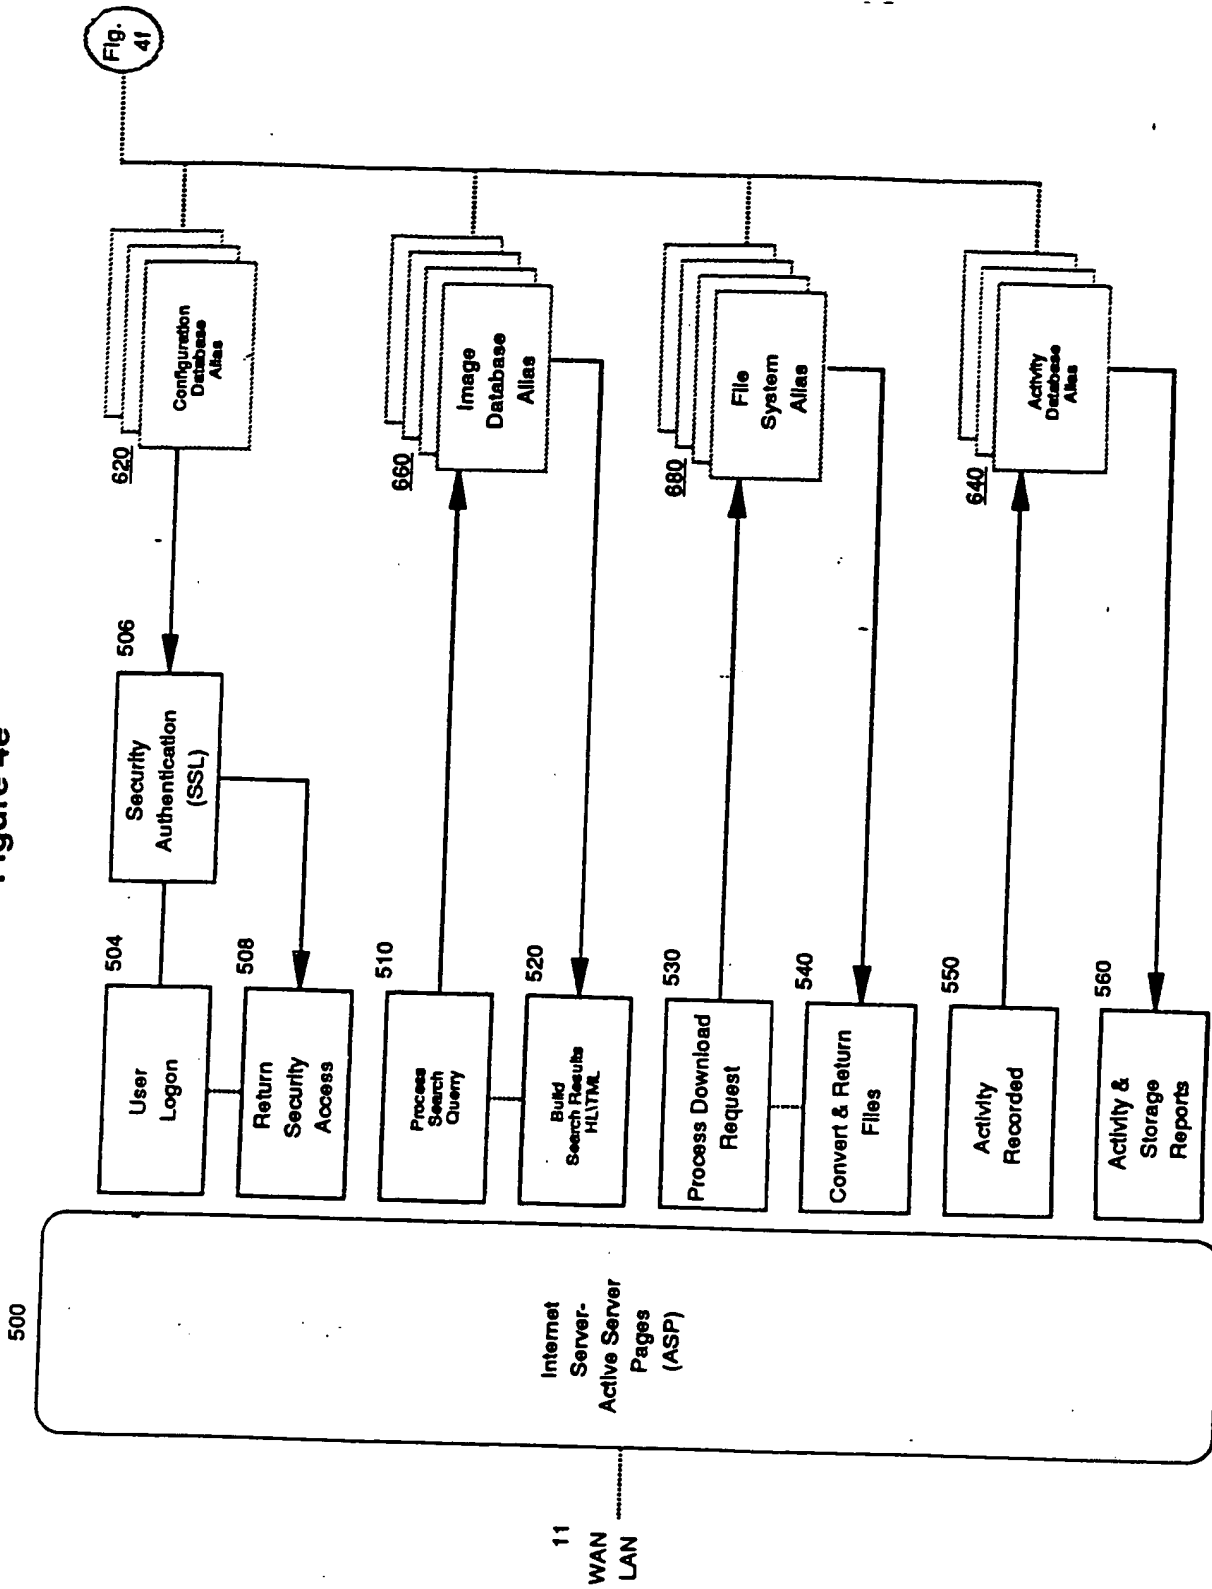 Figure 4e
500
11
WAN
LAN
Internet
Server-
Active Server
Pages
(ASP)
504
User
Logon
506
Security
Authentication
(SSL)
508
Return
Security
Access
620
Configuration
Database
Alias
510
Process
Search
Querry
520
Build
Search Results
HL\TML
660
Image
Database
Alias
530
Process Download
Request
540
Convert & Return
Files
680
File
System
Alias
550
Activity
Recorded
560
Activity &
Storage
Reports
640
Activity
Database
Alias
Fig.
4f